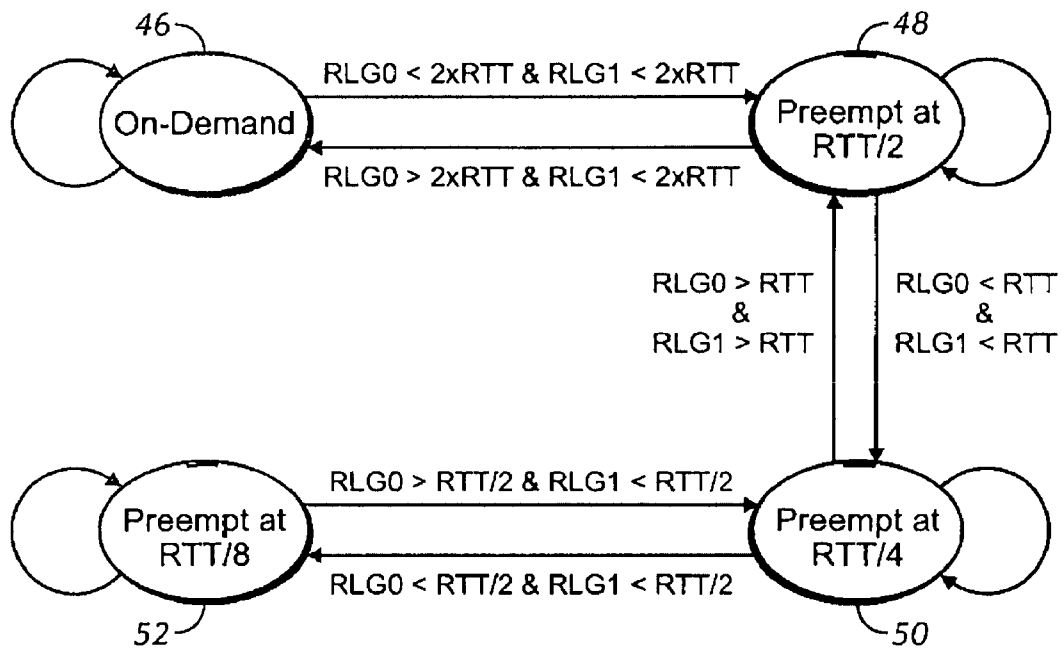 46
48
RLG0 < 2xRTT & RLG1 < 2xRTT
On-Demand
Preempt at
RTT/2
RLG0 > 2xRTT & RLG1 < 2xRTT
RLG0 > RTT
&
RLG1 > RTT
RLG0 < RTT
&
RLG1 < RTT
RLG0 > RTT/2 & RLG1 < RTT/2
Preempt at
RTT/8
Preempt at
RTT/4
RLG0 < RTT/2 & RLG1 < RTT/2
52
50